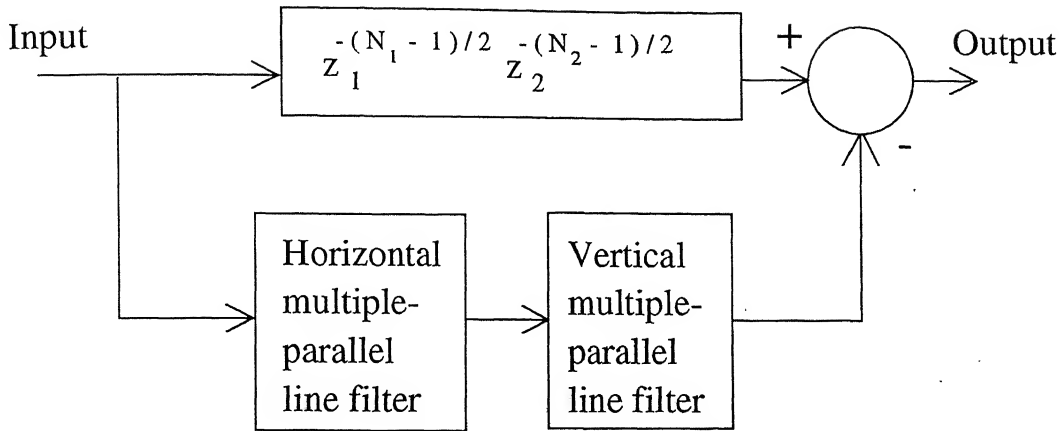 Input
z₁^-(N₁ - 1)/2 z₂^-(N₂ - 1)/2
+
Output
-
Horizontal
multiple-
parallel
line filter
Vertical
multiple-
parallel
line filter